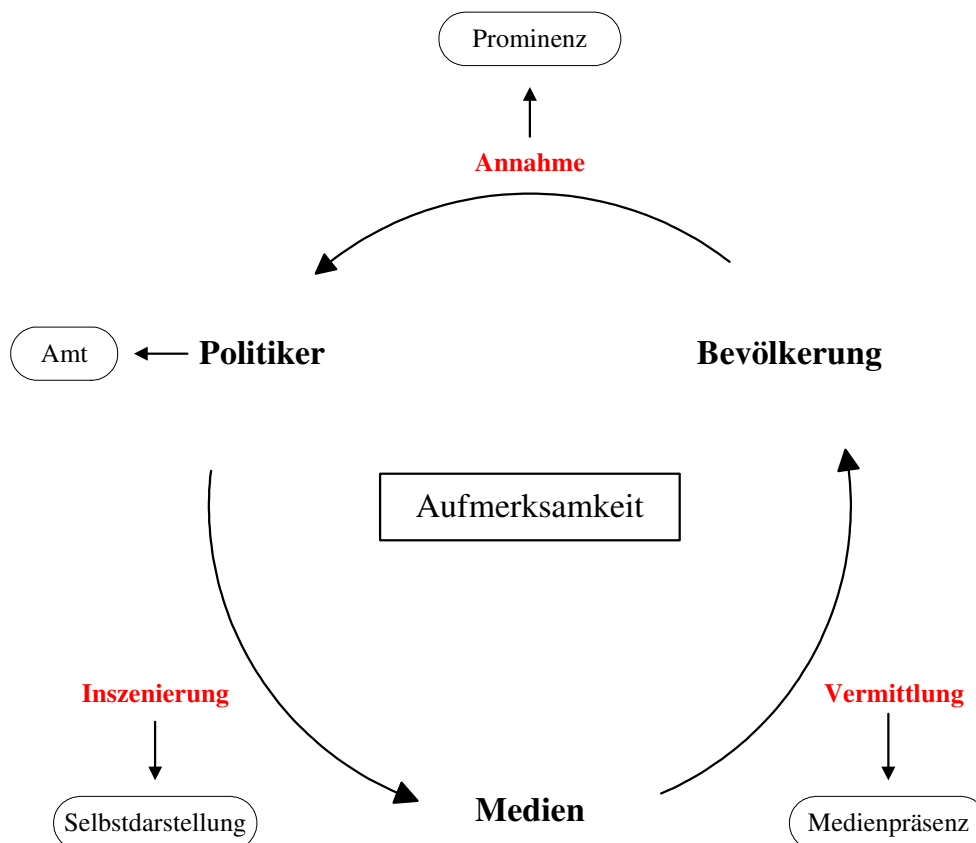 Prominenz
Annahme
Amt
Politiker
Bevölkerung
Aufmerksamkeit
Inszenierung
Vermittlung
Selbstdarstellung
Medien
Medienpräsenz